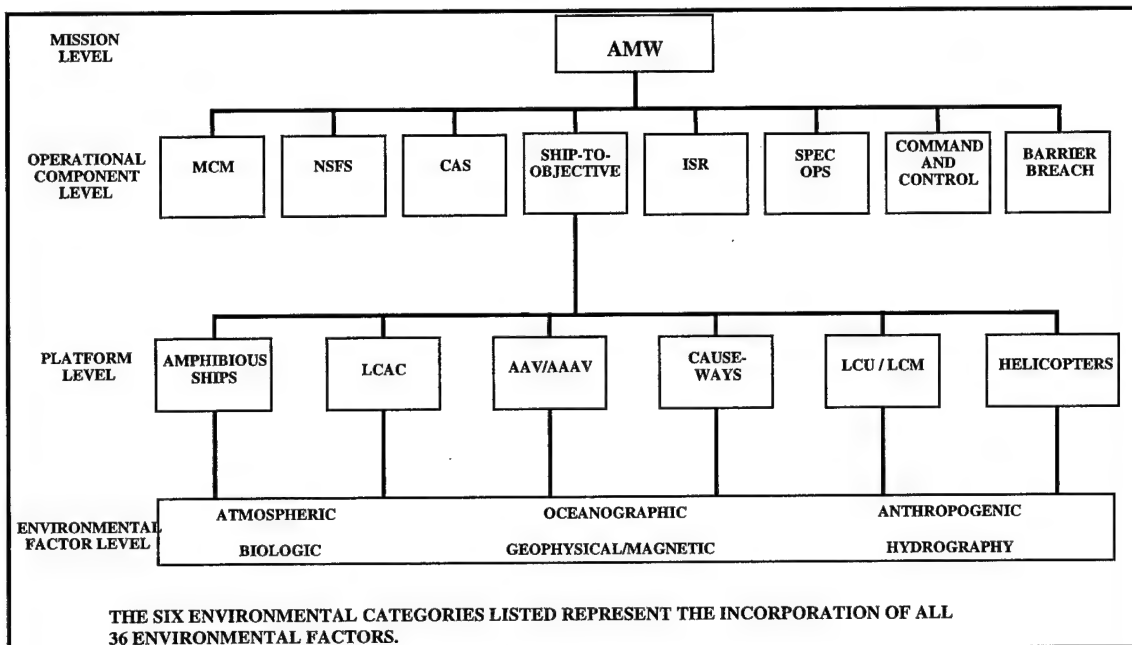 MISSION
LEVEL
AMW
OPERATIONAL
COMPONENT
LEVEL
MCM
NSFS
CAS
SHIP-TO-
OBJECTIVE
ISR
SPEC
OPS
COMMAND
AND
CONTROL
BARRIER
BREACH
PLATFORM
LEVEL
AMPHIBIOUS
SHIPS
LCAC
AAV/AAAV
CAUSE-
WAYS
LCU / LCM
HELICOPTERS
ENVIRONMENTAL
FACTOR LEVEL
ATMOSPHERIC
OCEANOGRAPHIC
ANTHROPOGENIC
BIOLOGIC
GEOPHYSICAL/MAGNETIC
HYDROGRAPHY
THE SIX ENVIRONMENTAL CATEGORIES LISTED REPRESENT THE INCORPORATION OF ALL
36 ENVIRONMENTAL FACTORS.